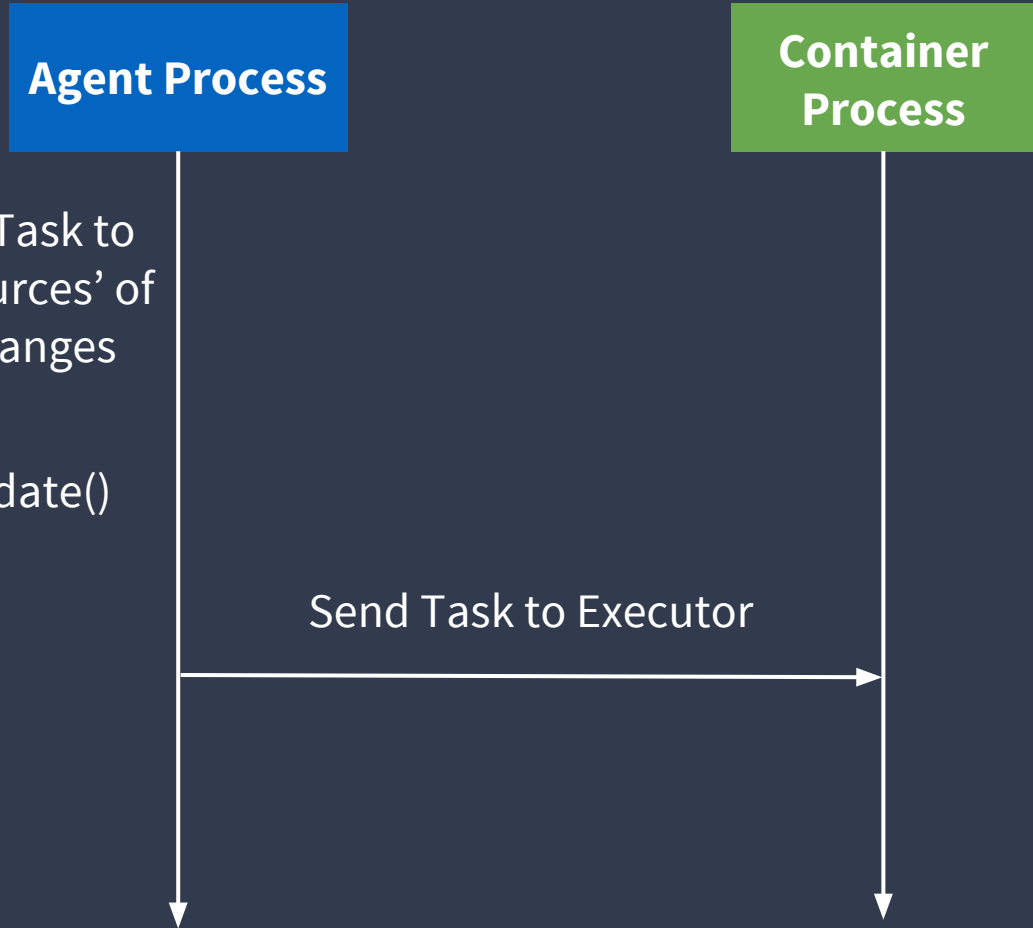 Agent Process
Container
Process
Task to
urces’ of
anges
date()
Send Task to Executor